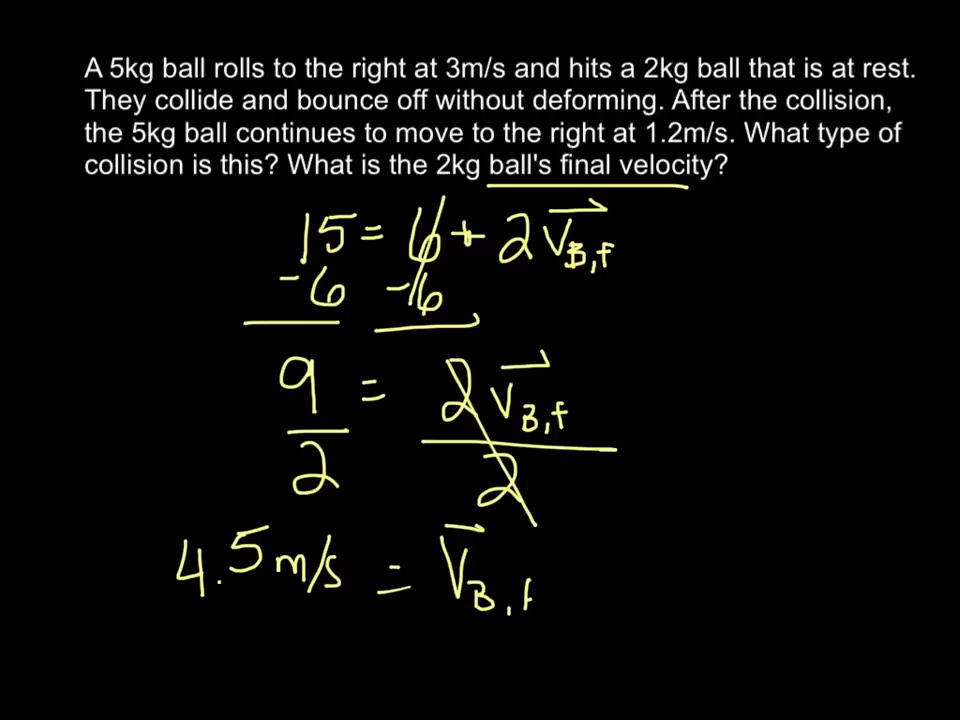 A 5kg ball rolls to the right at 3m/s and hits a 2kg ball that is at rest.
They collide and bounce off without deforming. After the collision,
the 5kg ball continues to move to the right at 1.2m/s. What type of
collision is this? What is the 2kg ball's final velocity?
15 = 6 + 2 V⃗B,f
-6 -6
9 = 2 V⃗B,f
2 2
4.5 m/s = V⃗B,f